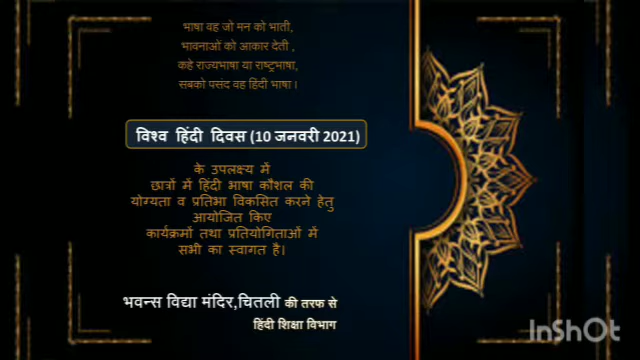 भाषा वह जो मन को भाती,
भावनाओं को आकार देती ,
कहे राज्यभाषा या राष्ट्रभाषा,
सबको पसंद वह हिंदी भाषा ।
विश्व हिंदी दिवस (10 जनवरी 2021)
के उपलक्ष्य में
छात्रों में हिंदी भाषा कौशल की
योग्यता व प्रतिभा विकसित करने हेतु
आयोजित किए
कार्यक्रमों तथा प्रतियोगिताओं में
सभी का स्वागत है।
भवन्स विद्या मंदिर,चितली की तरफ से
हिंदी शिक्षा विभाग
InShOt